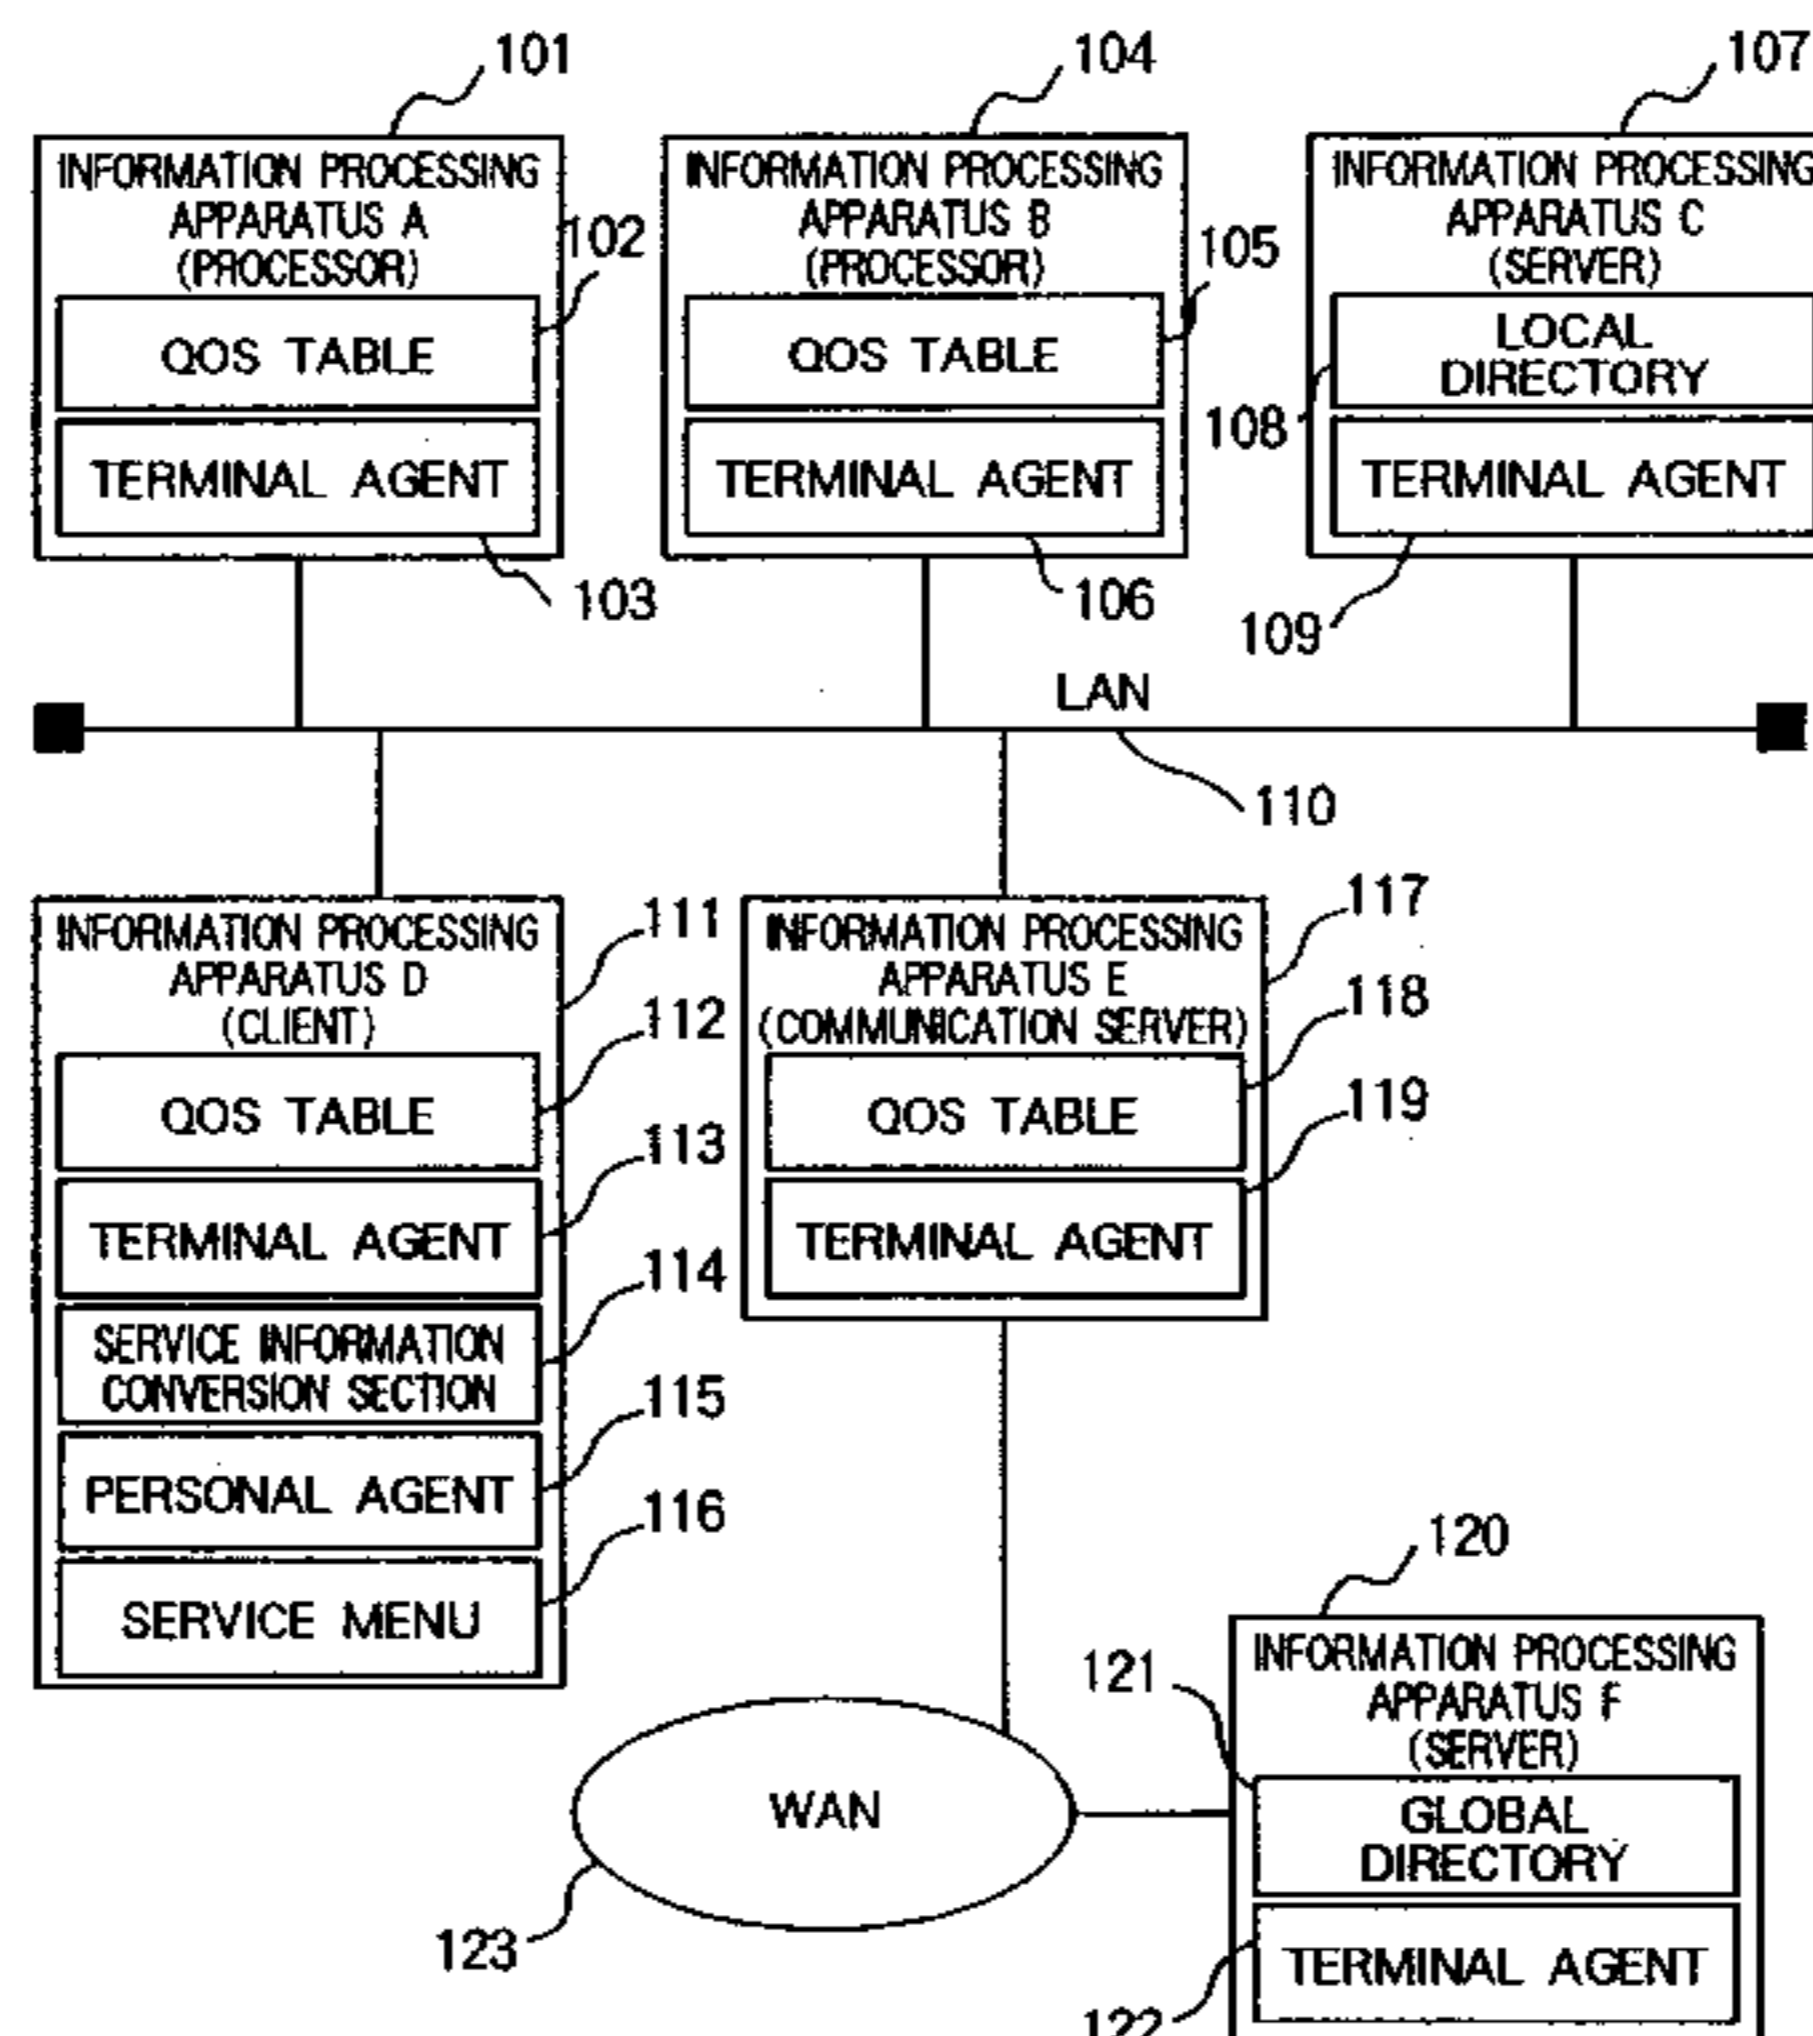 101
104
107
INFORMATION PROCESSING
APPARATUS A
(PROCESSOR)
102
QOS TABLE
TERMINAL AGENT
103
INFORMATION PROCESSING
APPARATUS B
(PROCESSOR)
105
QOS TABLE
TERMINAL AGENT
106
INFORMATION PROCESSING
APPARATUS C
(SERVER)
LOCAL
DIRECTORY
108
TERMINAL AGENT
109
LAN
110
INFORMATION PROCESSING
APPARATUS D
(CLIENT)
111
QOS TABLE
112
TERMINAL AGENT
113
SERVICE INFORMATION
CONVERSION SECTION
114
PERSONAL AGENT
115
SERVICE MENU
116
INFORMATION PROCESSING
APPARATUS E
(COMMUNICATION SERVER)
117
QOS TABLE
118
TERMINAL AGENT
119
120
INFORMATION PROCESSING
APPARATUS F
(SERVER)
121
GLOBAL
DIRECTORY
TERMINAL AGENT
122
WAN
123